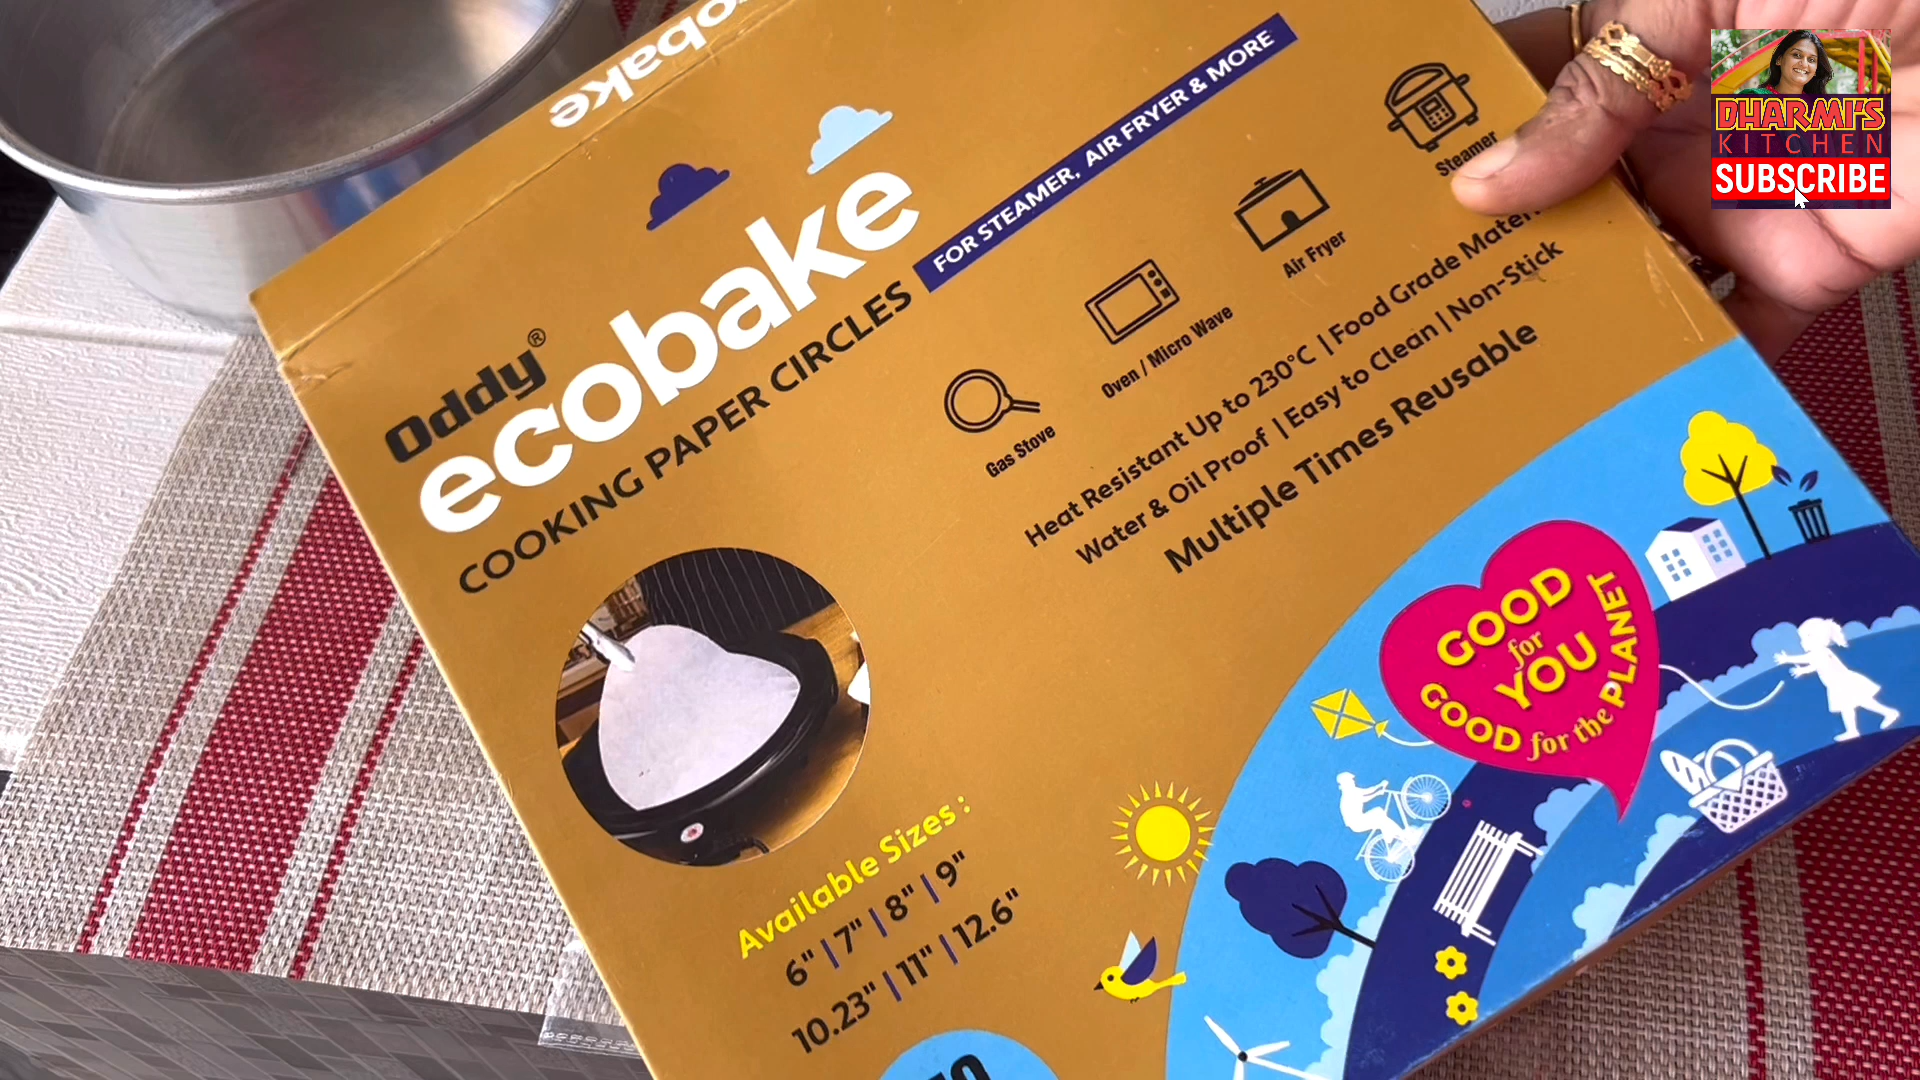 ecobake
Oddy®
ecobake
COOKING PAPER CIRCLES
FOR STEAMER, AIR FRYER & MORE
Gas Stove
Oven / Micro Wave
Air Fryer
Steamer
Heat Resistant Up to 230°C | Food Grade
Water & Oil Proof | Easy to Clean | Non-Stick
Multiple Times Reusable
GOOD
for
YOU
GOOD for the PLANET
Available Sizes :
6" | 7" | 8" | 9"
10.23" | 11" | 12.6"
DHARMI'S
KITCHEN
SUBSCRIBE